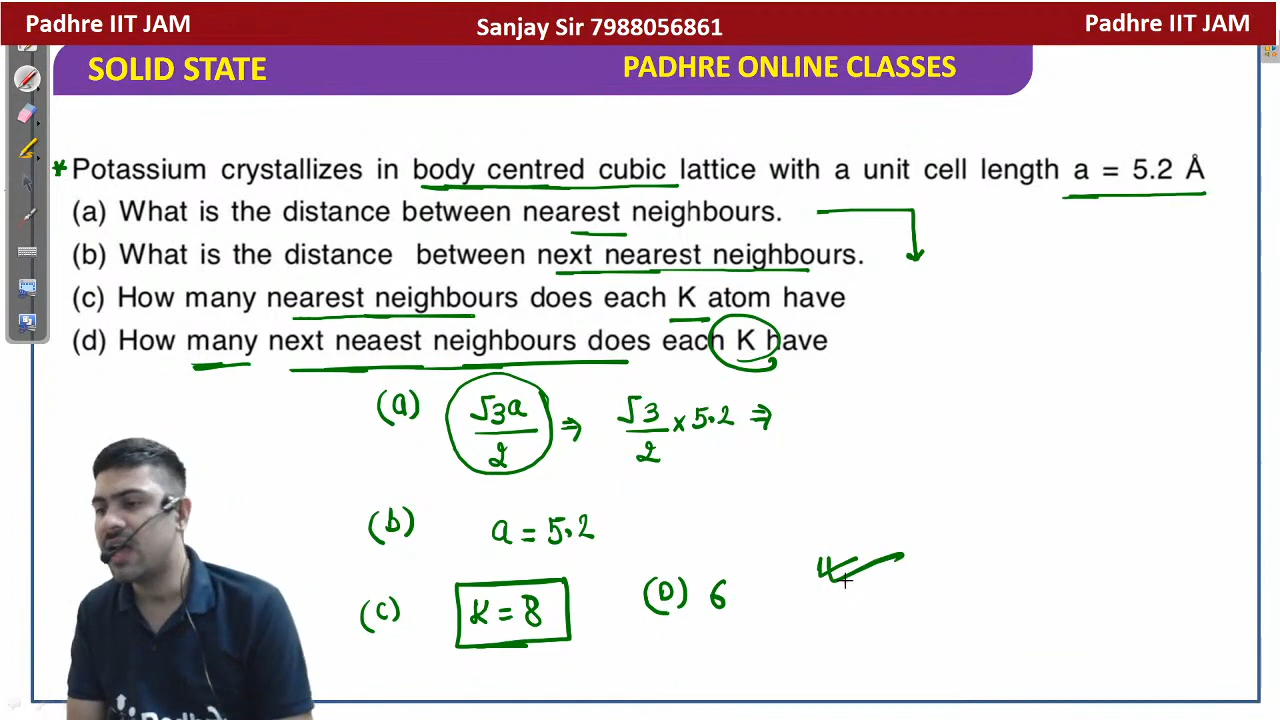 Padhre IIT JAM Sanjay Sir 7988056861 Padhre IIT JAM
SOLID STATE PADHRE ONLINE CLASSES
*Potassium crystallizes in body centred cubic lattice with a unit cell length a = 5.2 Å
(a) What is the distance between nearest neighbours.
(b) What is the distance between next nearest neighbours.
(c) How many nearest neighbours does each K atom have
(d) How many next neaest neighbours does each K have
(a) √3a/2 ⇒ √3/2 × 5.2 ⇒
(b) a = 5.2
(c) K = 8 (D) 6